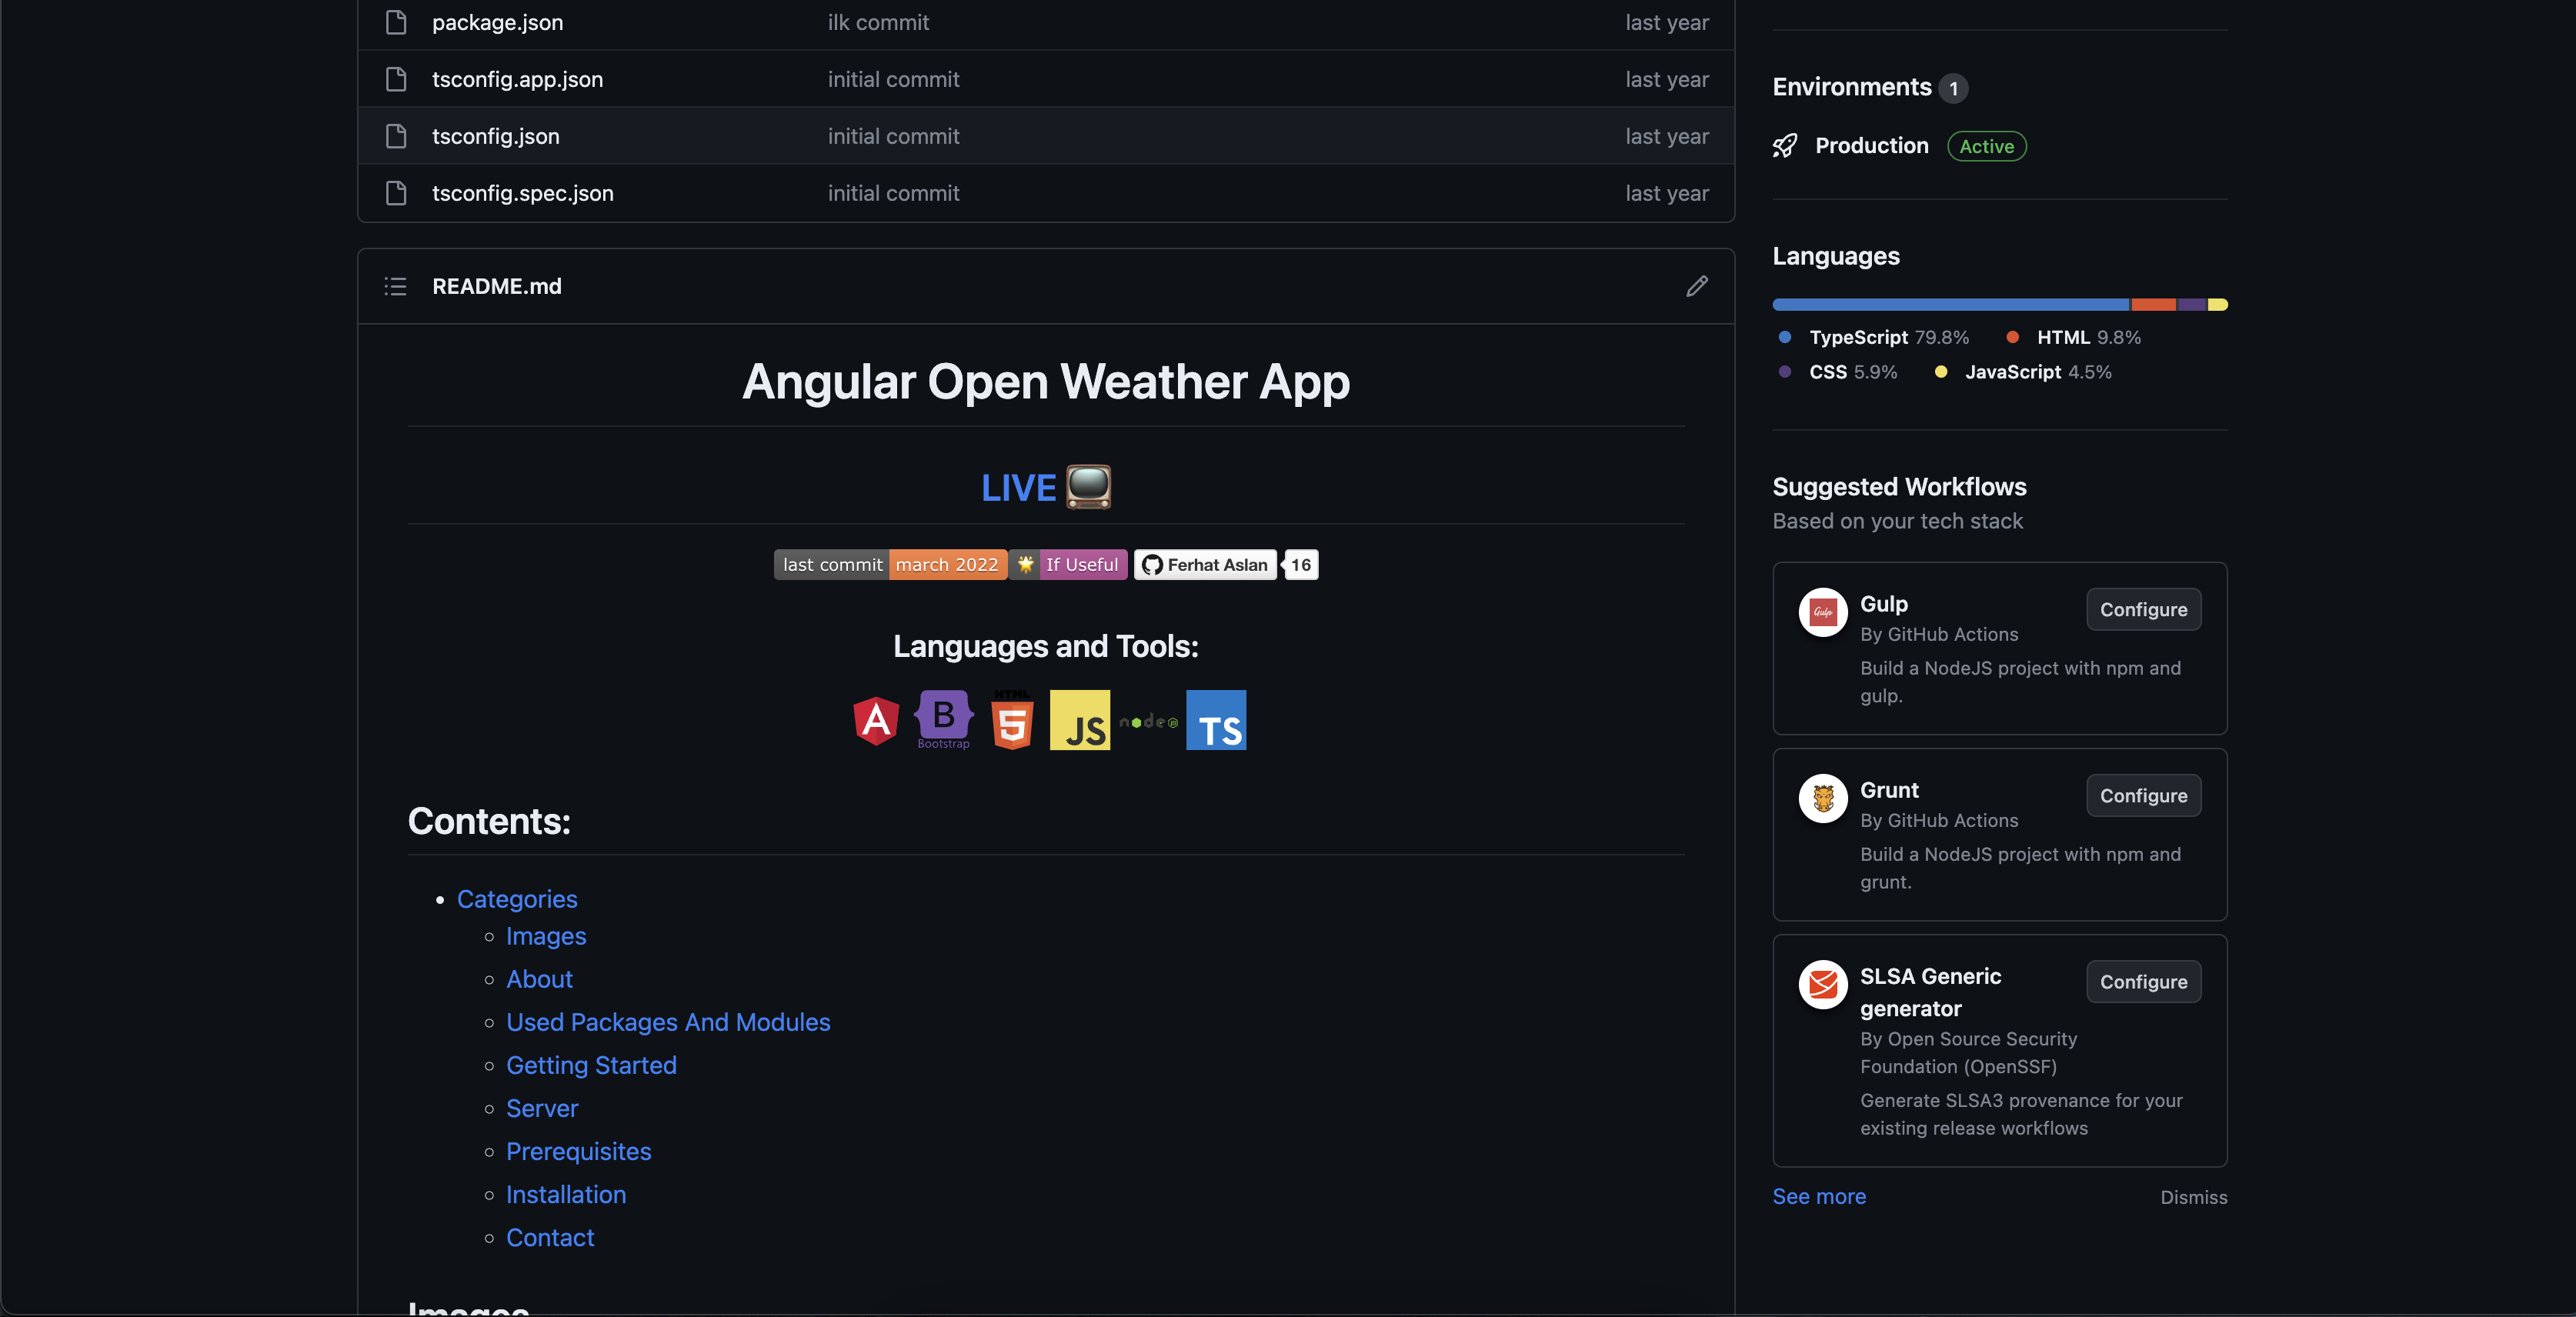 package.json ilk commit last year
tsconfig.app.json initial commit last year
tsconfig.json initial commit last year
tsconfig.spec.json initial commit last year
README.md
Angular Open Weather App
LIVE
last commit march 2022 If Useful Ferhat Aslan 16
Languages and Tools:
A B Bootstrap HTML 5 JS node JS TS
Contents:
Categories
Images
About
Used Packages And Modules
Getting Started
Server
Prerequisites
Installation
Contact
Images
Environments 1
Production Active
Languages
TypeScript 79.8% HTML 9.8%
CSS 5.9% JavaScript 4.5%
Suggested Workflows
Based on your tech stack
Gulp Gulp Configure
By GitHub Actions
Build a NodeJS project with npm and
gulp.
Grunt Configure
By GitHub Actions
Build a NodeJS project with npm and
grunt.
SLSA Generic Configure
generator
By Open Source Security
Foundation (OpenSSF)
Generate SLSA3 provenance for your
existing release workflows
See more Dismiss